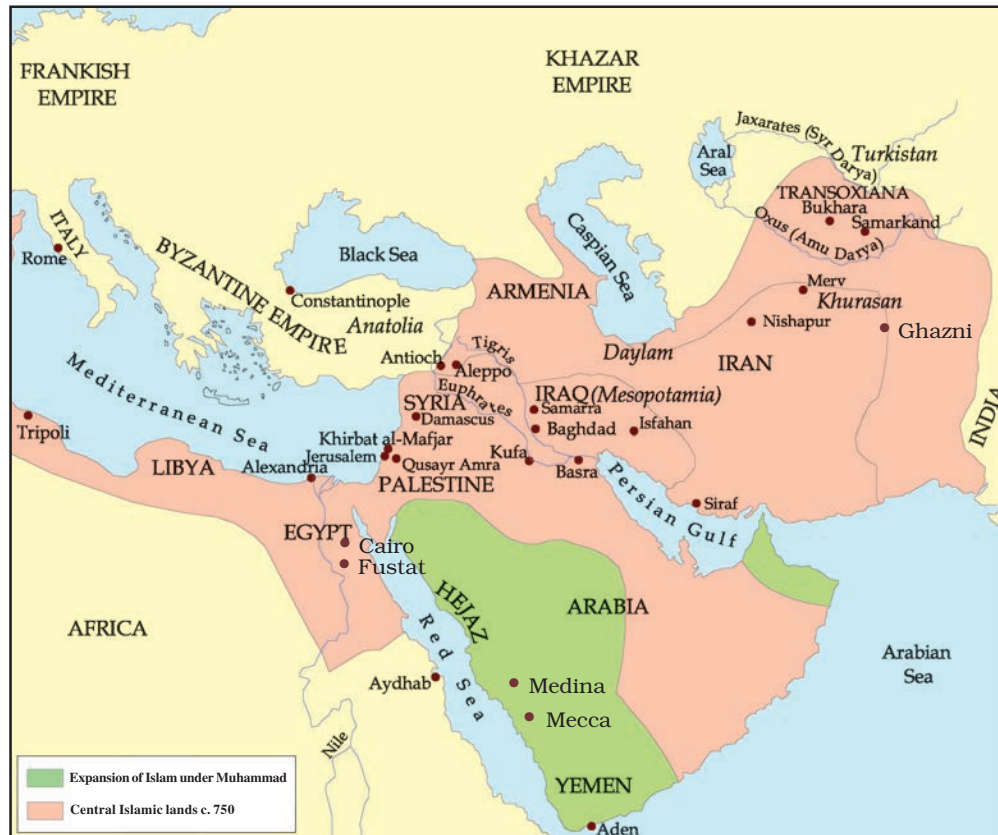 FRANKISH
EMPIRE
KHAZAR
EMPIRE
Jaxarates (Syr Darya)
Turkistan
Aral
Sea
TRANSOXIANA
Bukhara
Samarkand
Oxus (Amu Darya)
ITALY
Rome
BYZANTINE EMPIRE
Black Sea
Caspian Sea
Constantinople
Anatolia
ARMENIA
Merv
Khurasan
Nishapur
Ghazni
Daylam
IRAN
Antioch
Aleppo
Tigris
Euphraxes
Mediterranean Sea
SYRIA
Damascus
IRAQ (Mesopotamia)
Samarra
Baghdad
Isfahan
INDIA
Tripoli
LIBYA
Alexandria
Khirbat al-Mafjar
Jerusalem
Qusayr Amra
PALESTINE
Kufa
Basra
Siraf
Persian Gulf
EGYPT
Cairo
Fustat
HEJAZ
ARABIA
AFRICA
Red Sea
Arabian
Sea
Aydhab
Medina
Mecca
Nile
YEMEN
Aden
Expansion of Islam under Muhammad
Central Islamic lands c. 750